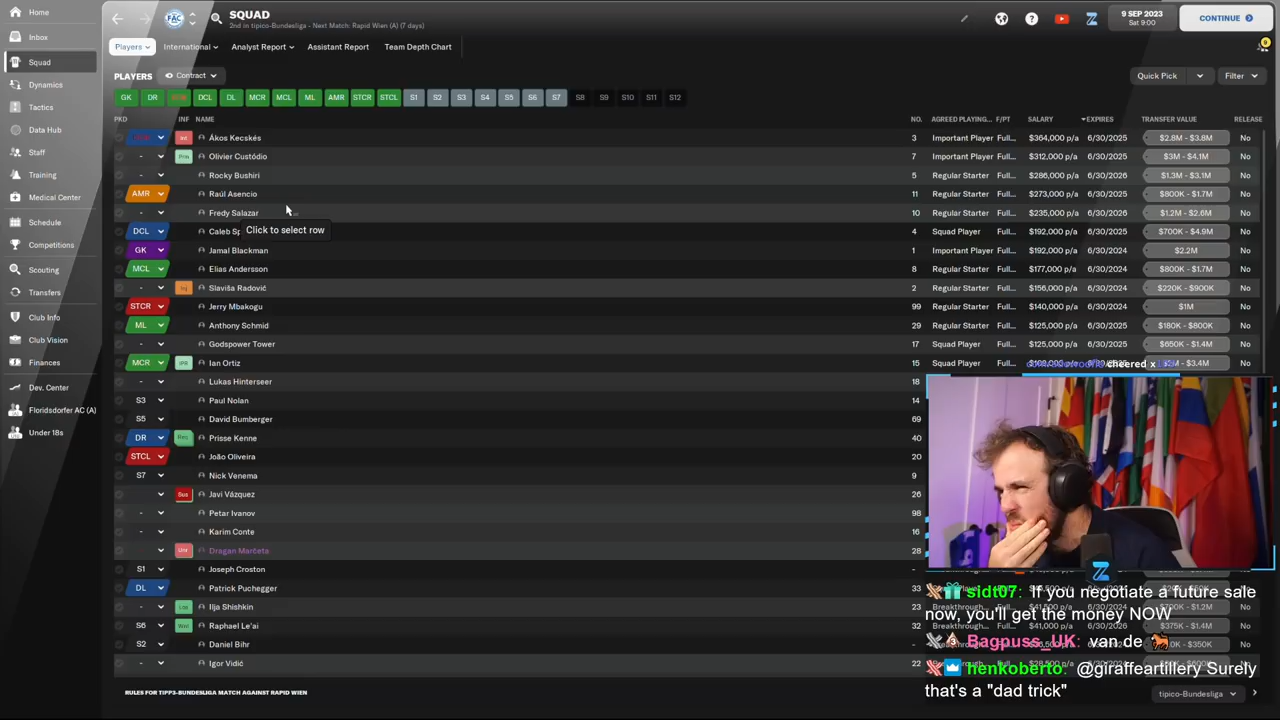 Home
Inbox
Squad
Dynamics
Tactics
Data Hub
Staff
Training
Medical Center
Schedule
Competitions
Scouting
Transfers
Club Info
Club Vision
Finances
Dev. Center
Floridsdorfer AC (A)
Under 18s
FAC
SQUAD
2nd in tipico-Bundesliga - Next Match: Rapid Wien (A) (7 days)
9 SEP 2023
Sat 9:00
CONTINUE
Players
International
Analyst Report
Assistant Report
Team Depth Chart
9
PLAYERS
Contract
Quick Pick
Filter
GK DR DCL DL MCR MCL ML AMR STCR STCL S1 S2 S3 S4 S5 S6 S7 S8 S9 S10 S11 S12
PKD INF NAME NO. AGREED PLAYING... F/PT SALARY EXPIRES TRANSFER VALUE RELEASE
Ákos Kecskés 3 Important Player Full... $364,000 p/a 6/30/2025 $2.8M - $3.8M No
- Olivier Custódio 7 Important Player Full... $312,000 p/a 6/30/2025 $3M - $4.1M No
- Rocky Bushiri 5 Regular Starter Full... $286,000 p/a 6/30/2026 $1.3M - $3.1M No
AMR Raúl Asencio 11 Regular Starter Full... $273,000 p/a 6/30/2025 $800K - $1.7M No
- Fredy Salazar 10 Regular Starter Full... $235,000 p/a 6/30/2026 $1.2M - $2.6M No
Click to select row
DCL Caleb Sp 4 Squad Player Full... $192,000 p/a 6/30/2025 $700K - $4.9M No
GK Jamal Blackman 1 Important Player Full... $192,000 p/a 6/30/2024 $2.2M No
MCL Elias Andersson 8 Regular Starter Full... $177,000 p/a 6/30/2024 $800K - $1.7M No
- Slaviša Radović 2 Regular Starter Full... $156,000 p/a 6/30/2024 $220K - $900K No
STCR Jerry Mbakogu 99 Regular Starter Full... $140,000 p/a 6/30/2024 $1M No
ML Anthony Schmid 29 Regular Starter Full... $125,000 p/a 6/30/2025 $180K - $800K No
- Godspower Tower 17 Squad Player Full... $125,000 p/a 6/30/2025 $650K - $1.4M No
MCR Ian Ortiz 15 Squad Player Full... No
cheered x
- Lukas Hinterseer 18
S3 Paul Nolan 14
S5 David Bumberger 69
DR Rec Prisse Kenne 40
STCL João Oliveira 20
S7 Nick Venema 9
Javi Vázquez 26
- Petar Ivanov 98
- Karim Conte 16
Dragan Marčeta 28
S1 Joseph Croston -
DL Patrick Puchegger 33
- Ilja Shishkin 23
S6 Raphael Le'ai 32
S2 Daniel Bihr -
- Igor Vidić 22
sidt07: If you negotiate a future sale
now, you'll get the money NOW
Bagpuss_UK: van de
henkoberto: @giraffeartillery Surely
that's a "dad trick"
RULES FOR TIPP3-BUNDESLIGA MATCH AGAINST RAPID WIEN
tipico-Bundesliga